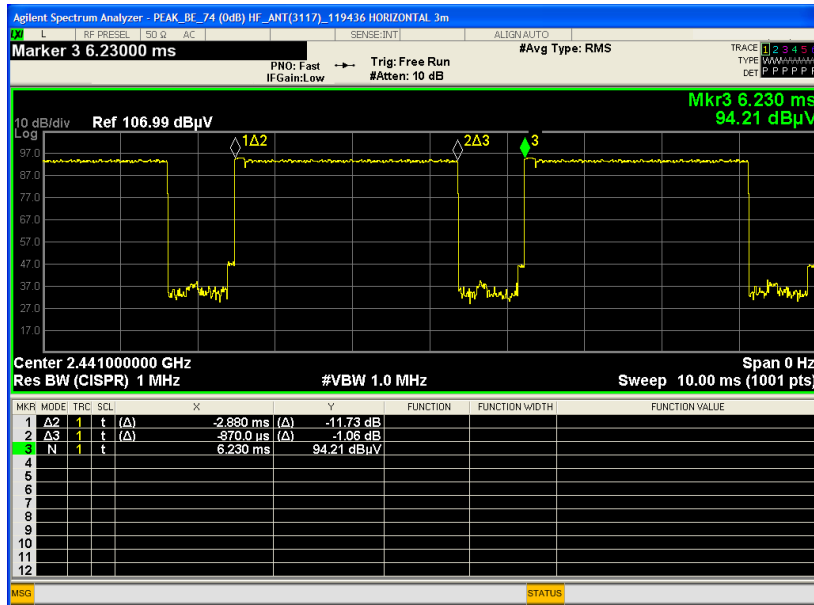 Agilent Spectrum Analyzer - PEAK_BE_74 (0dB) HF_ANT(3117)_119436 HORIZONTAL 3m
LXI L RF PRESEL 50 Ω AC SENSE:INT ALIGN AUTO
Marker 3 6.23000 ms
PNO: Fast
IFGain:Low
Trig: Free Run
#Atten: 10 dB
#Avg Type: RMS
TRACE 1 2 3 4 5
TYPE
DET P P P P P
Mkr3 6.230 ms
94.21 dBµV
10 dB/div Ref 106.99 dBµV
Log
1Δ2 2Δ3 3
97.0
87.0
77.0
67.0
57.0
47.0
37.0
27.0
17.0
Center 2.441000000 GHz Span 0 Hz
Res BW (CISPR) 1 MHz #VBW 1.0 MHz Sweep 10.00 ms (1001 pts)
MKR MODE TRC SCL X Y FUNCTION FUNCTION WIDTH FUNCTION VALUE
1 Δ2 1 t (Δ) -2.880 ms (Δ) -11.73 dB
2 Δ3 1 t (Δ) -870.0 µs (Δ) -1.06 dB
3 N 1 t 6.230 ms 94.21 dBµV
4
5
6
7
8
9
10
11
12
MSG STATUS